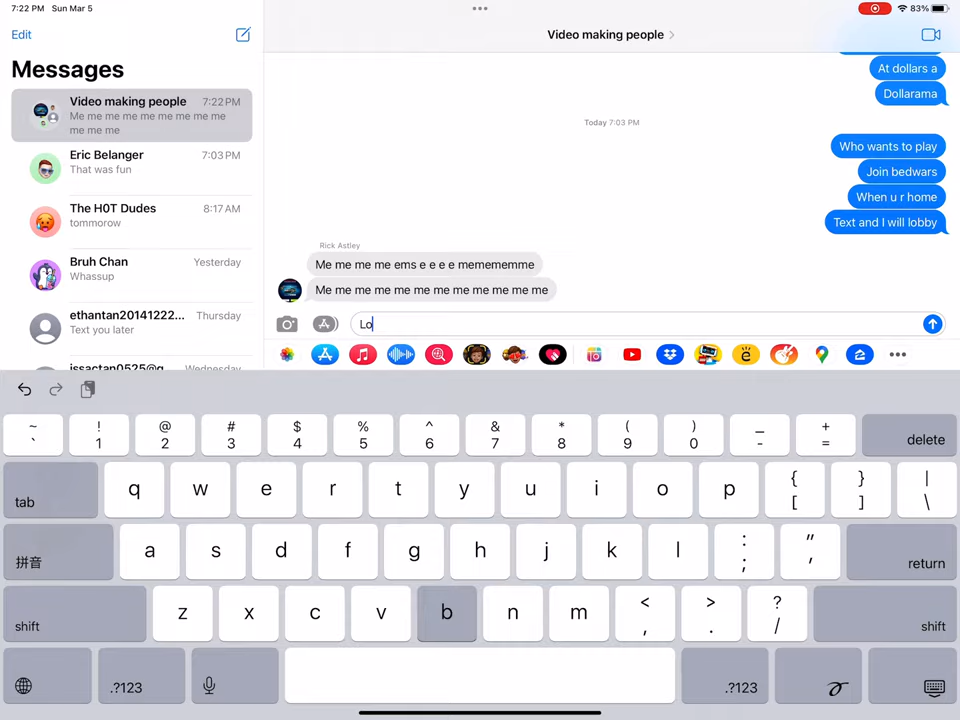 7:22 PM Sun Mar 5
83%
Edit
Messages
Video making people 7:22 PM
Me me me me me me me me me
me me me
Eric Belanger 7:03 PM
That was fun
The H0T Dudes 8:17 AM
tommorow
Bruh Chan Yesterday
Whassup
ethantan20141222... Thursday
Text you later
issactan0525@g Wednesday
Video making people
At dollars a
Dollarama
Today 7:03 PM
Who wants to play
Join bedwars
When u r home
Text and I will lobby
Rick Astley
Me me me me ems e e e e memememme
Me me me me me me me me me me me me
Lo
~ ! @ # $ % ^ & * ( ) _ +
` 1 2 3 4 5 6 7 8 9 0 - = delete
tab q w e r t y u i o p { [ } ] | \
拼音 a s d f g h j k l : ; " ' return
shift z x c v b n m < , > . ? / shift
.?123 .?123